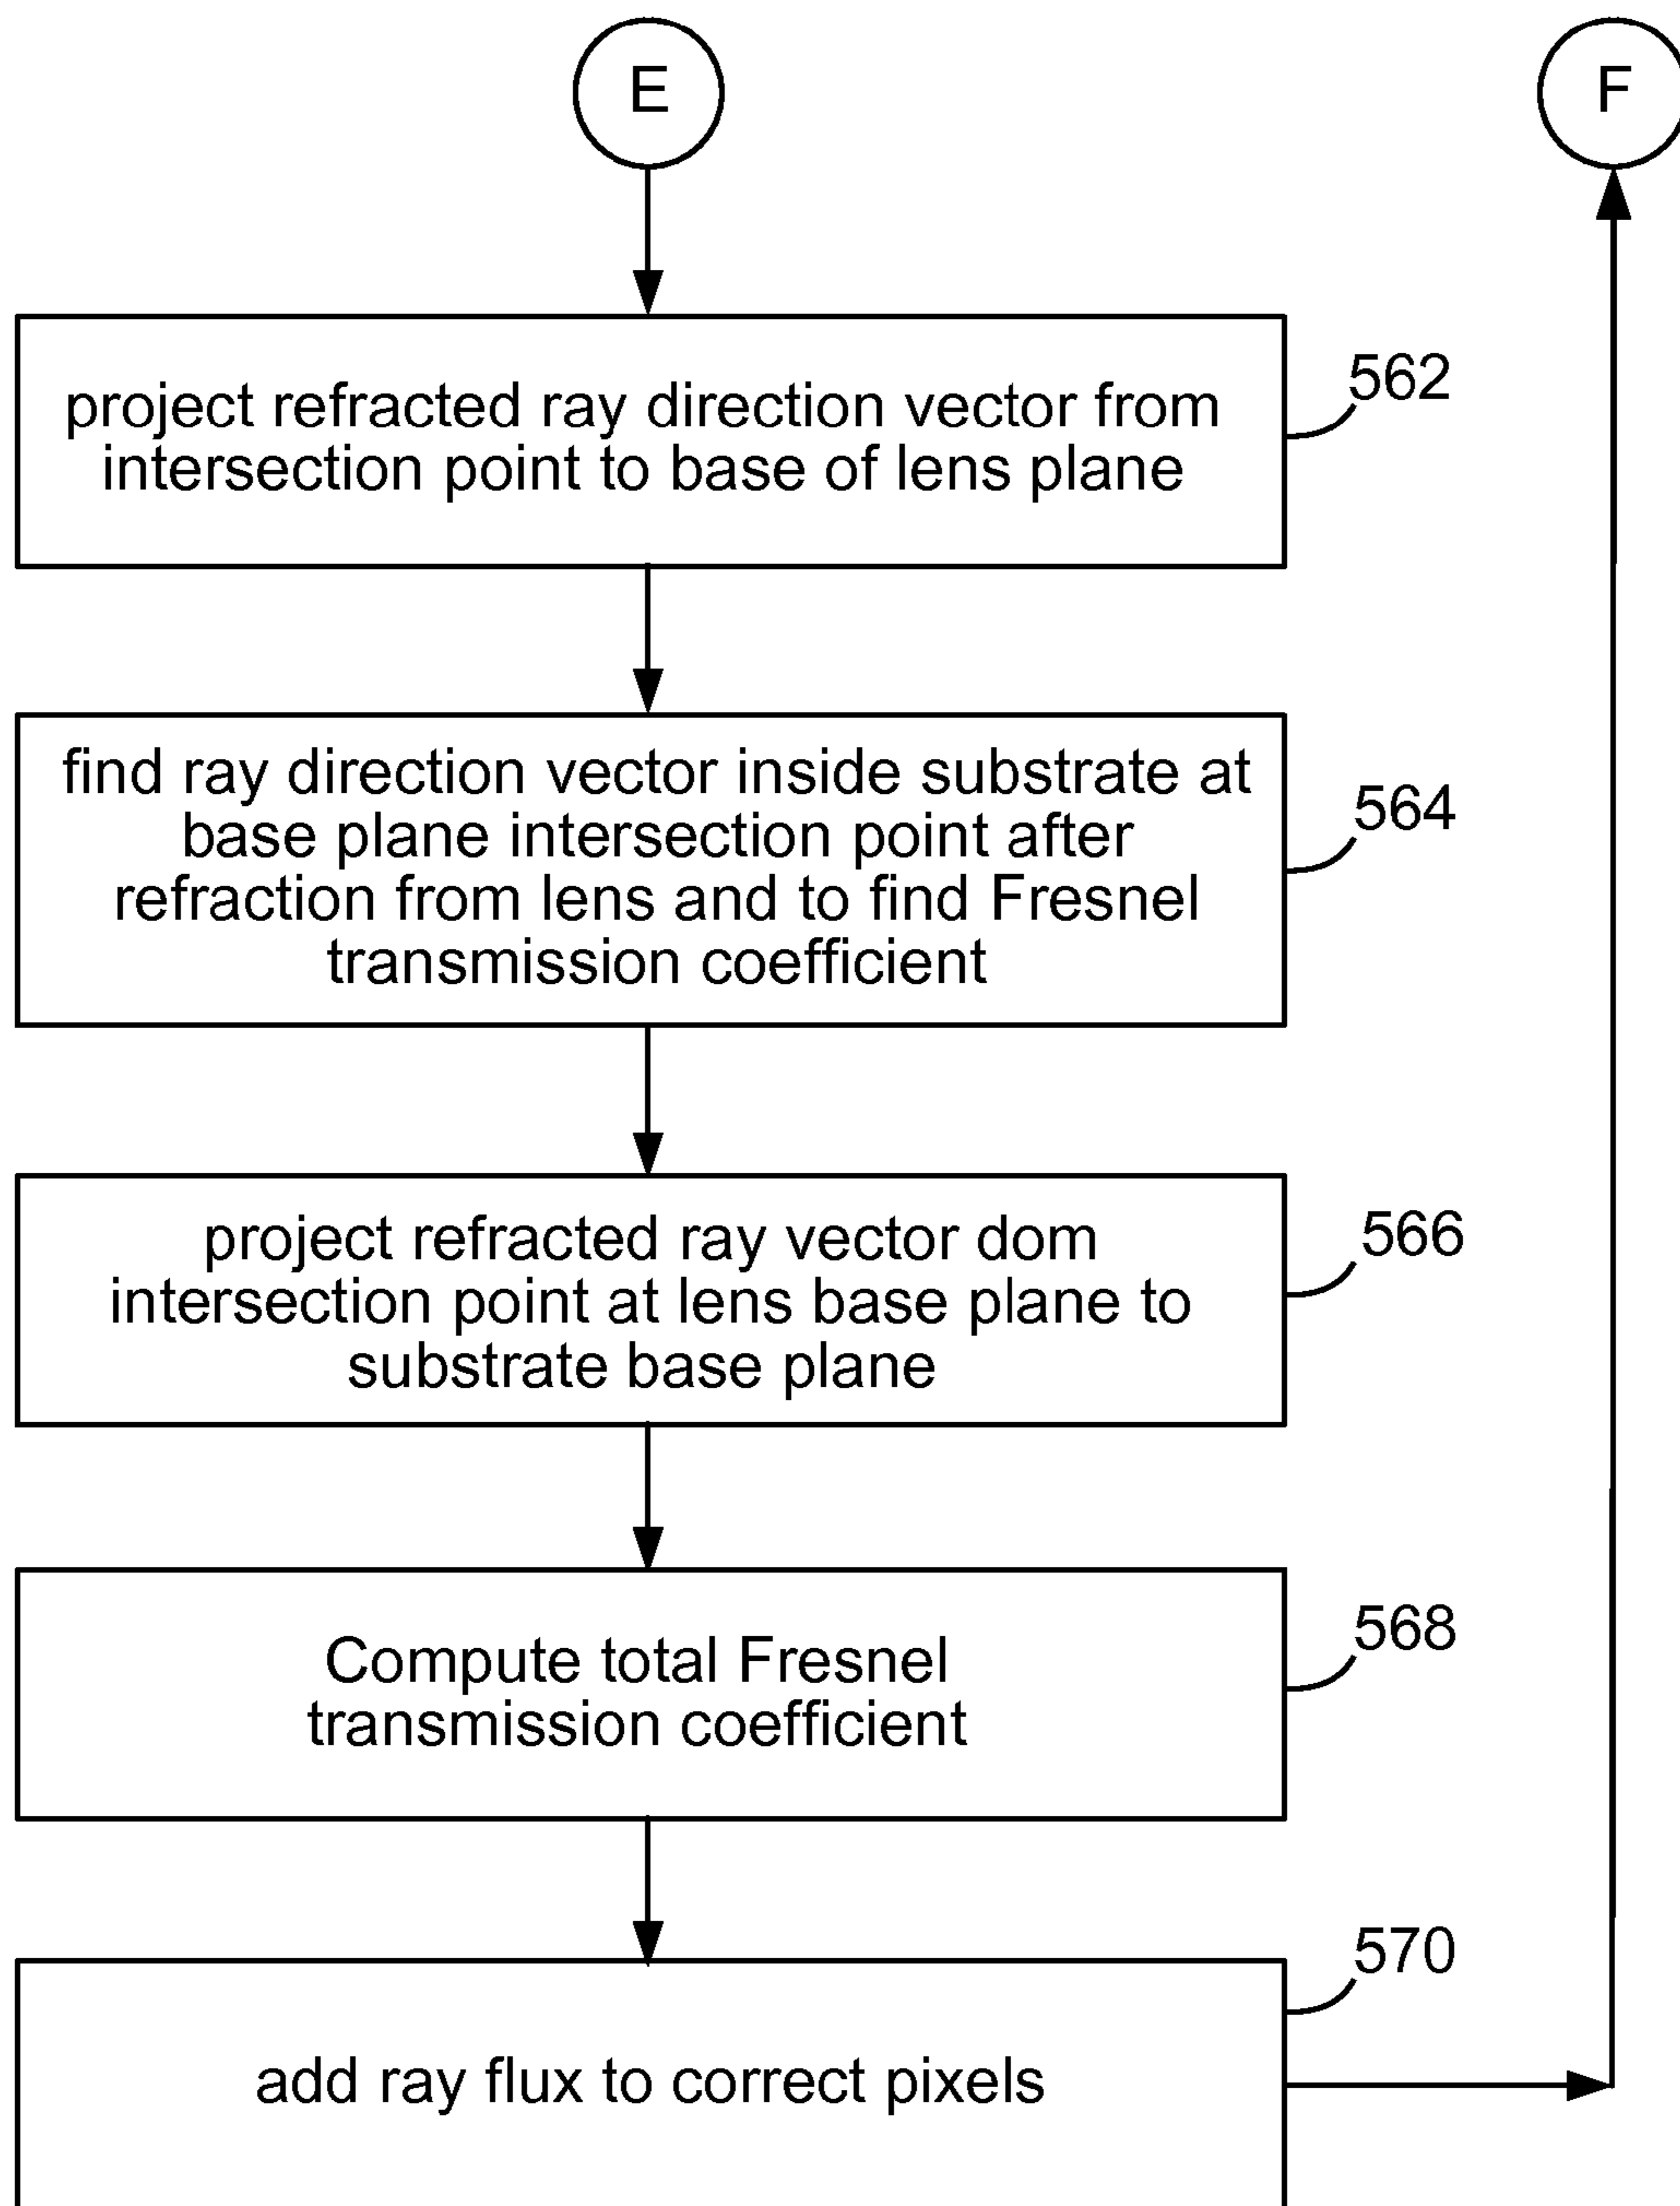 E
F
project refracted ray direction vector from
intersection point to base of lens plane
562
find ray direction vector inside substrate at
base plane intersection point after
refraction from lens and to find Fresnel
transmission coefficient
564
project refracted ray vector dom
intersection point at lens base plane to
substrate base plane
566
Compute total Fresnel
transmission coefficient
568
add ray flux to correct pixels
570